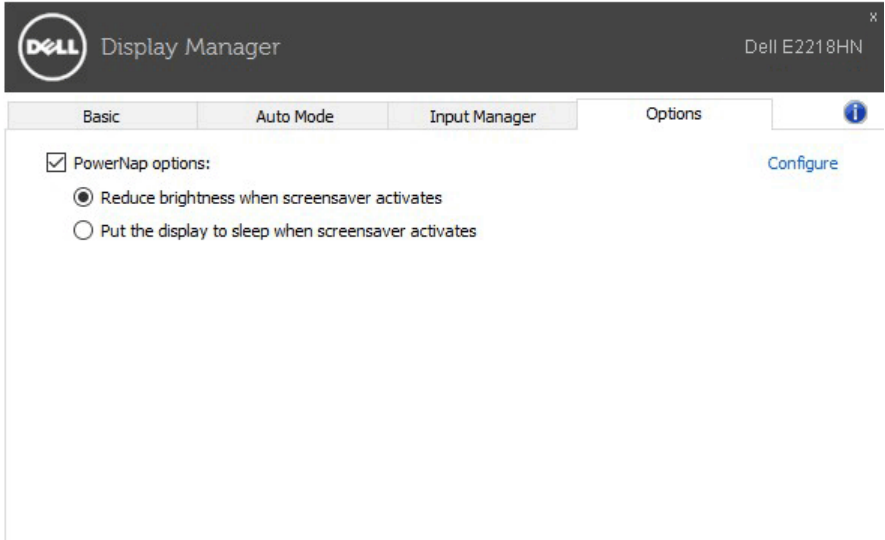 x
DELL Display Manager Dell E2218HN
Basic Auto Mode Input Manager Options i
PowerNap options: Configure
Reduce brightness when screensaver activates
Put the display to sleep when screensaver activates